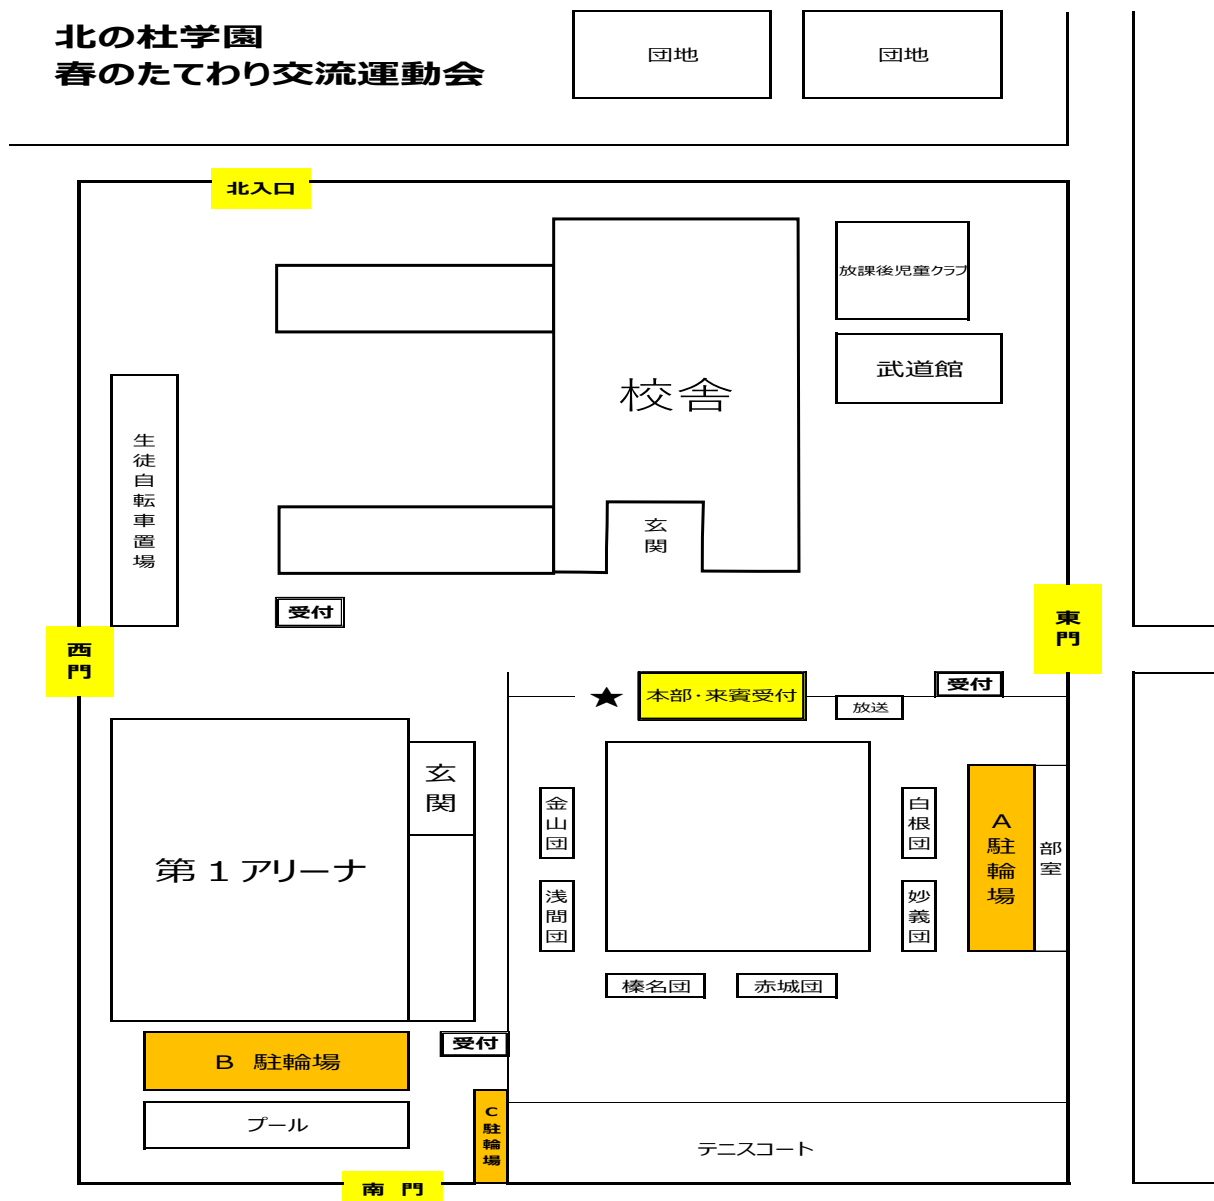 北の杜学園
春のたてわり交流運動会
団地
団地
北入口
放課後児童クラブ
武道館
校舎
生徒自転車置場
玄関
受付
西門
東門
受付
★ 本部・来賓受付
放送
玄関
金山団
白根団
A駐輪場
部室
第1アリーナ
浅間団
妙義団
榛名団
赤城団
受付
B 駐輪場
C駐輪場
プール
テニスコート
南 門